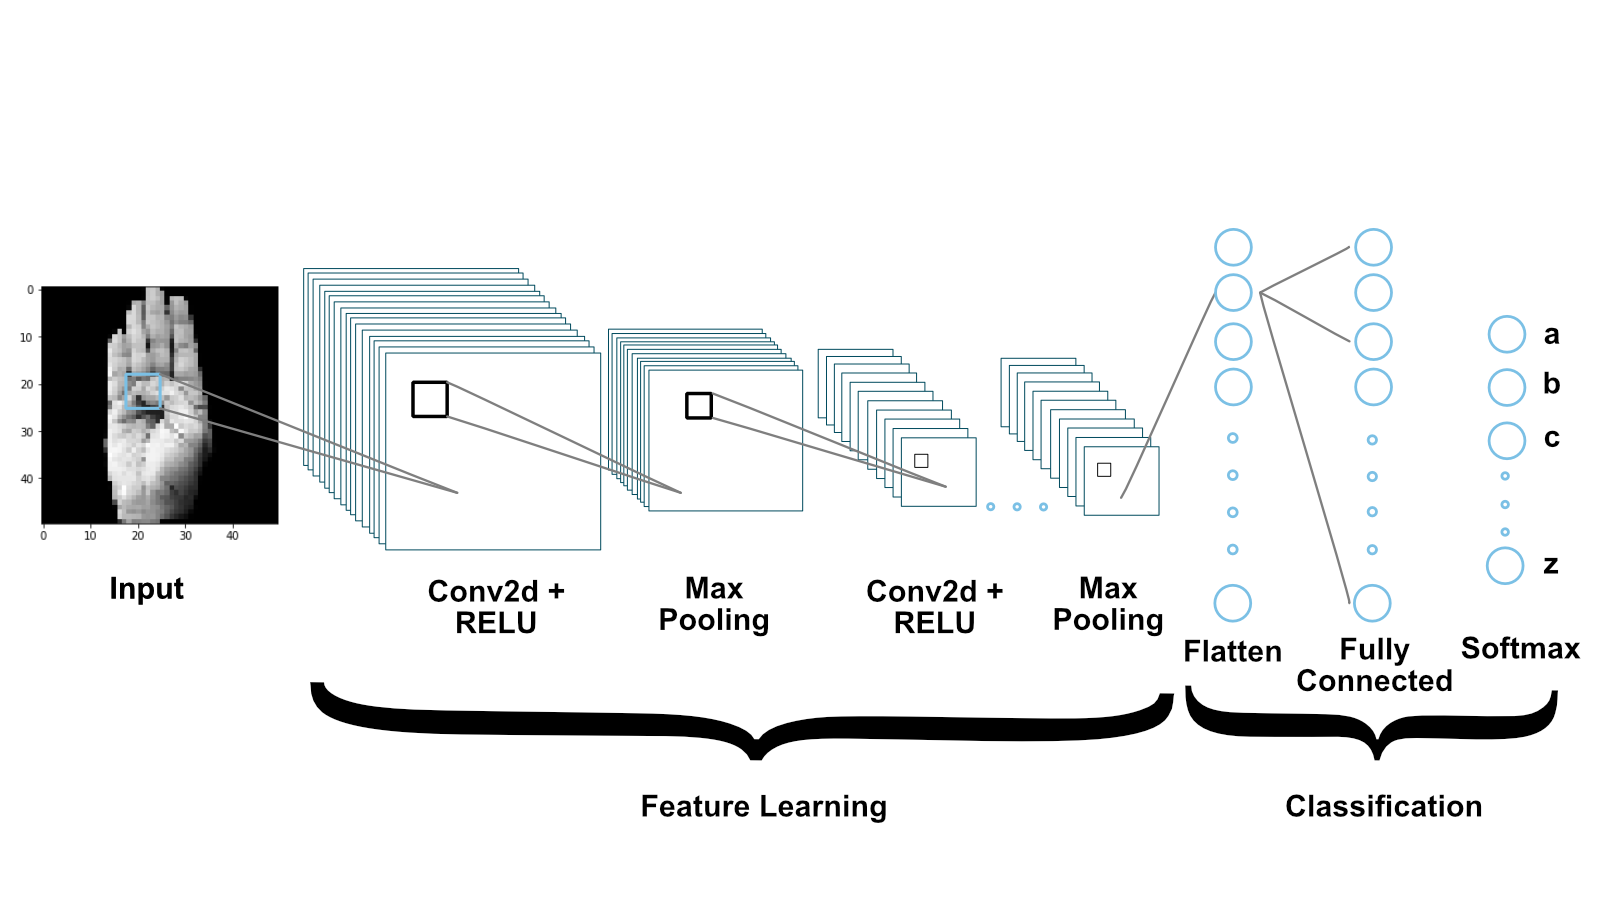 0
10
20
30
40
0 10 20 30 40
Input
Conv2d +
RELU
Max
Pooling
Conv2d +
RELU
Max
Pooling
Flatten
Fully
Connected
Softmax
a
b
c
z
Feature Learning
Classification